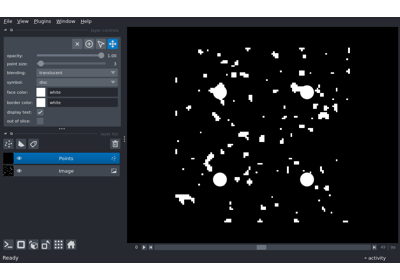 File View Plugins Window Help
opacity: 1.00
point size:
blending: translucent
symbol: disc
face color: white
border color: white
display text: ✓
out of slice:
Points
Image
0
Ready
activity